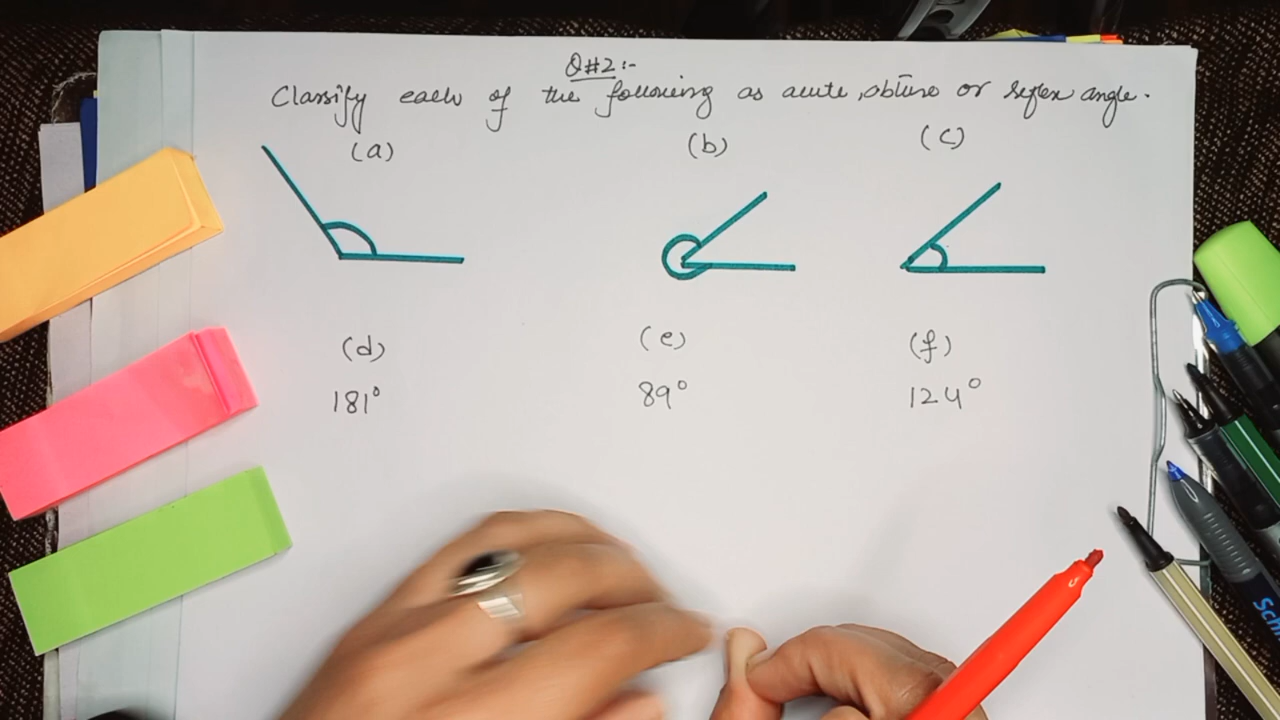 Q#2:-
Classify each of the following as acute, obtuse or reflex angle.
(a) (b) (c)
(d) (e) (f)
181° 89° 124°